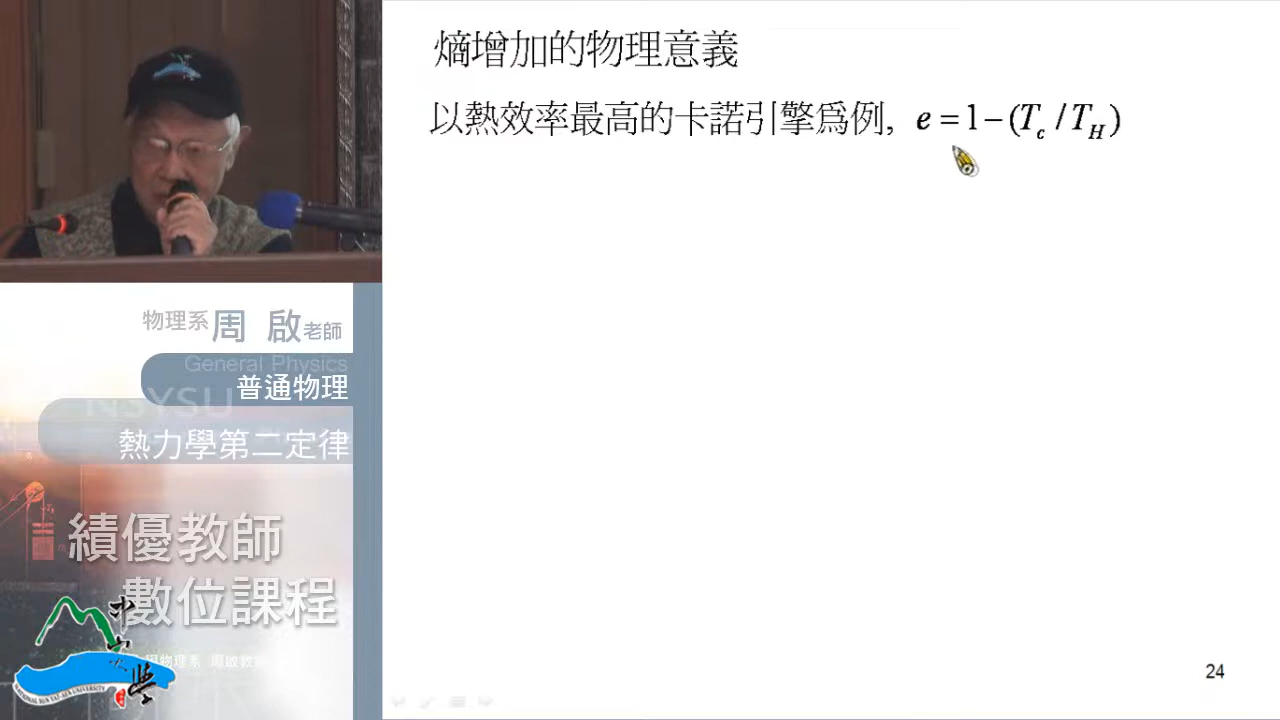 熵增加的物理意義
以熱效率最高的卡諾引擎為例, e = 1 − (T_c / T_H)
物理系 周 啟 老師
General Physics
普通物理
NSYSU
熱力學第二定律
績優教師
數位課程
24